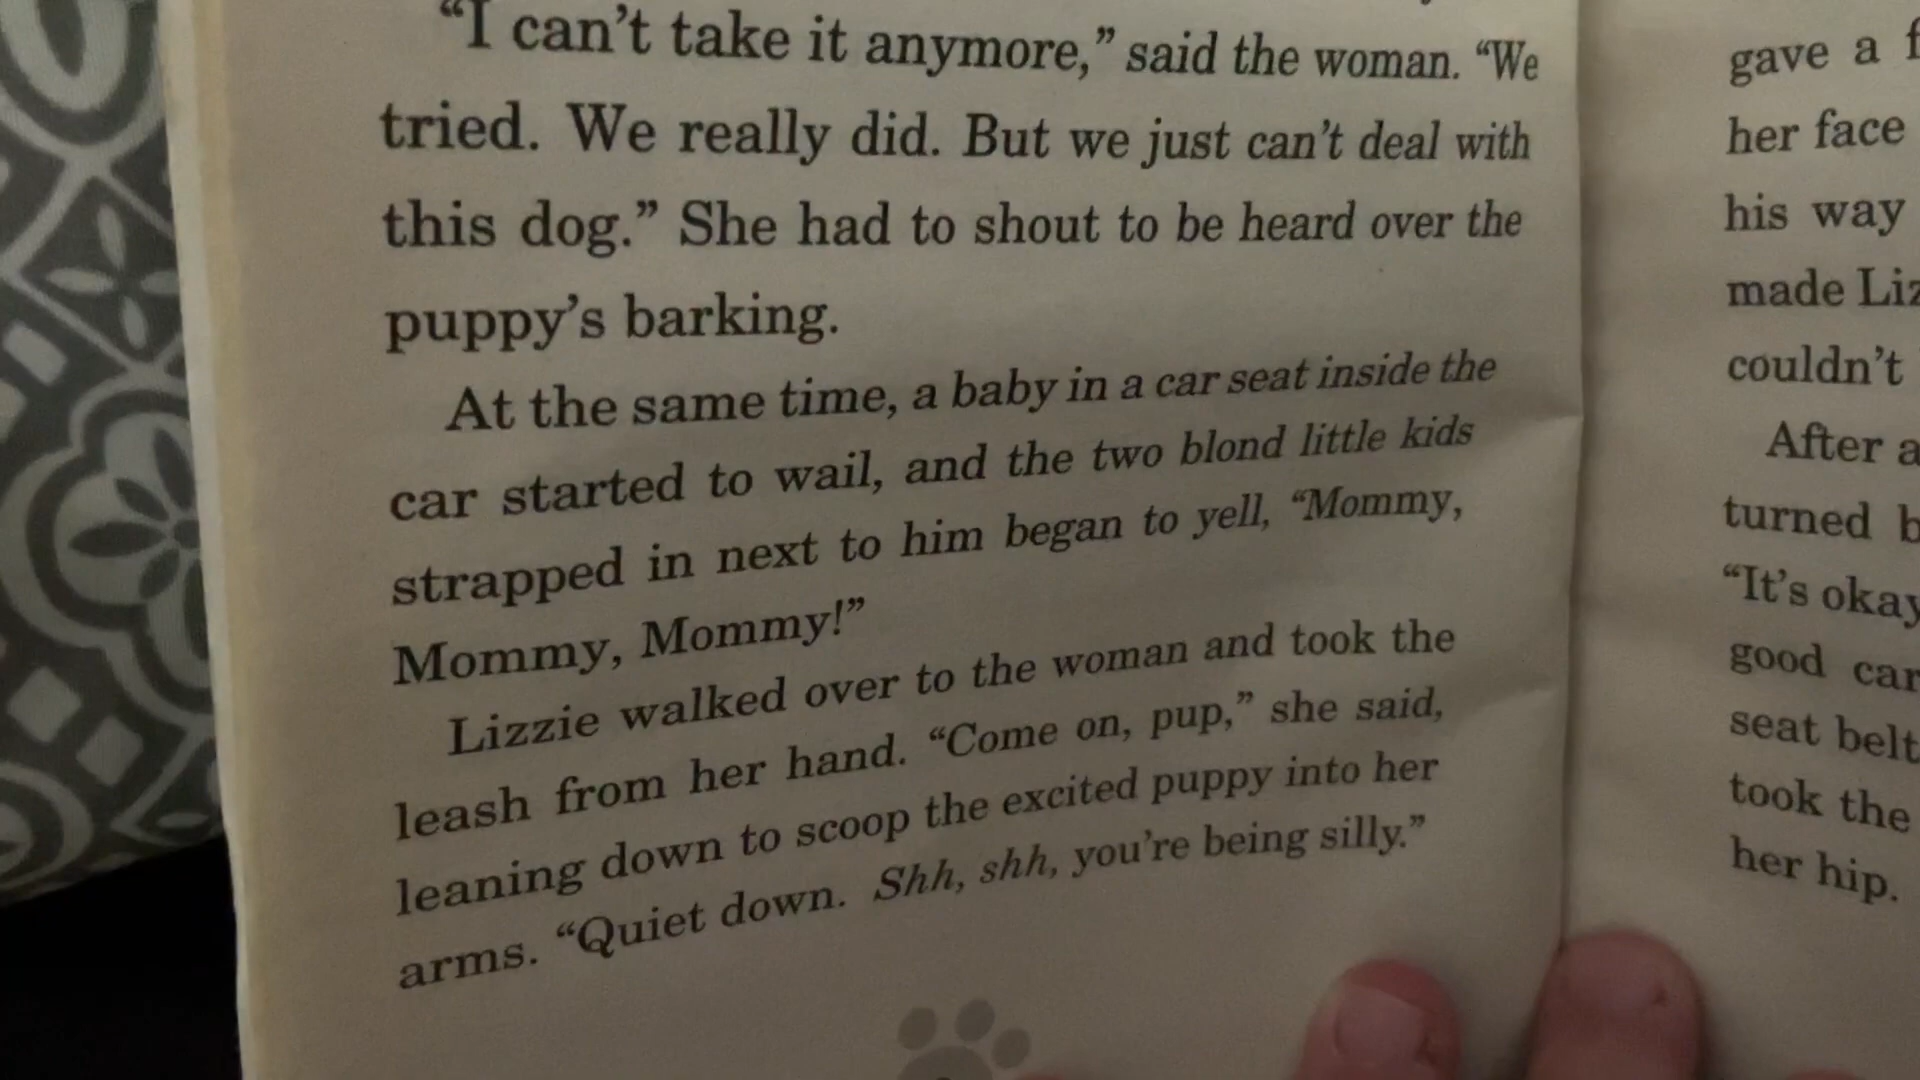 "I can't take it anymore," said the woman. "We
tried. We really did. But we just can't deal with
this dog." She had to shout to be heard over the
puppy's barking.
At the same time, a baby in a car seat inside the
car started to wail, and the two blond little kids
strapped in next to him began to yell, "Mommy,
Mommy, Mommy!"
Lizzie walked over to the woman and took the
leash from her hand. "Come on, pup," she said,
leaning down to scoop the excited puppy into her
arms. "Quiet down. Shh, shh, you're being silly."
gave a
her face
his way
made
couldn't
After
turned
"It's okay
good
seat belt
took the
her hip.